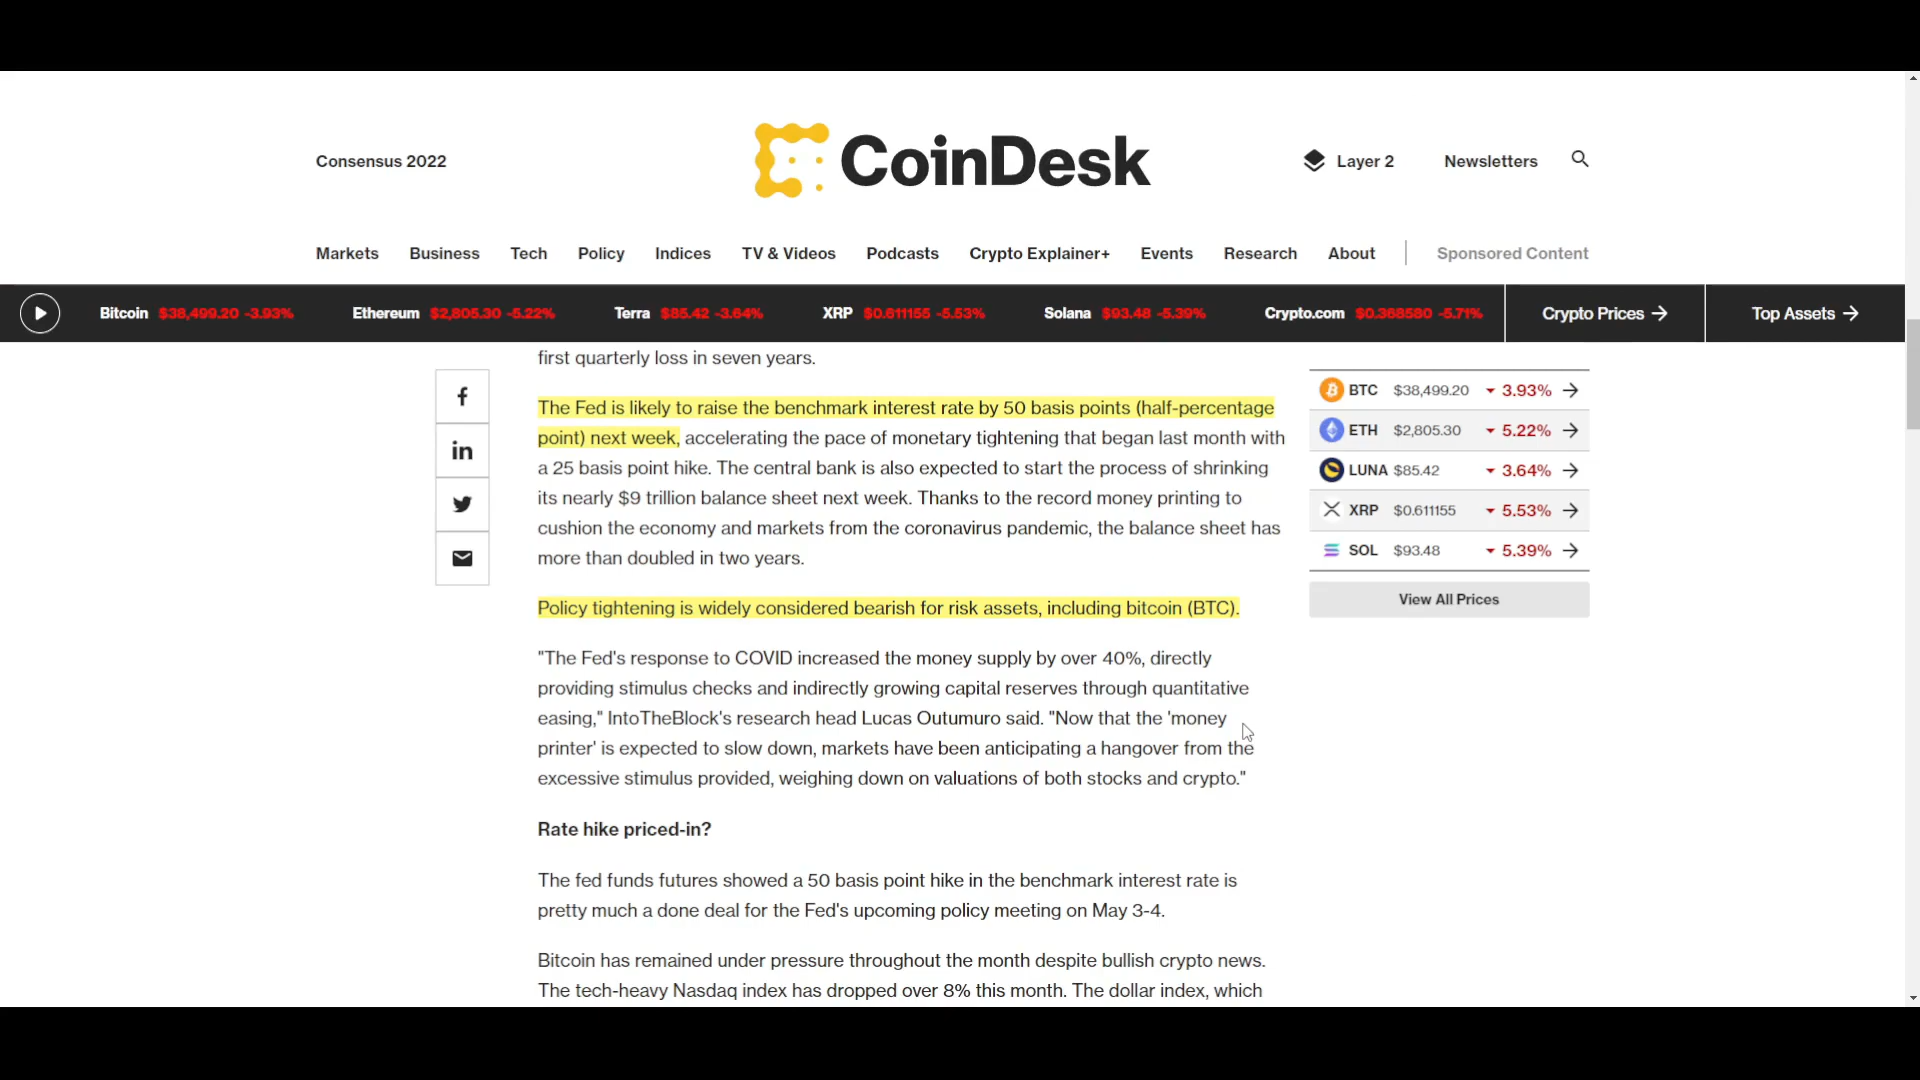 Consensus 2022
CoinDesk
Layer 2
Newsletters
Markets Business Tech Policy Indices TV & Videos Podcasts Crypto Explainer+ Events Research About Sponsored Content
Bitcoin $38,499.20 -3.93% Ethereum $2,805.30 -5.22% Terra $85.42 -3.64% XRP $0.611155 -5.53% Solana $93.48 -5.39% Crypto.com $0.368580 -5.71% Crypto Prices Top Assets
first quarterly loss in seven years.
The Fed is likely to raise the benchmark interest rate by 50 basis points (half-percentage
point) next week, accelerating the pace of monetary tightening that began last month with
a 25 basis point hike. The central bank is also expected to start the process of shrinking
its nearly $9 trillion balance sheet next week. Thanks to the record money printing to
cushion the economy and markets from the coronavirus pandemic, the balance sheet has
more than doubled in two years.
Policy tightening is widely considered bearish for risk assets, including bitcoin (BTC).
"The Fed's response to COVID increased the money supply by over 40%, directly
providing stimulus checks and indirectly growing capital reserves through quantitative
easing," IntoTheBlock's research head Lucas Outumuro said. "Now that the 'money
printer' is expected to slow down, markets have been anticipating a hangover from the
excessive stimulus provided, weighing down on valuations of both stocks and crypto."
Rate hike priced-in?
The fed funds futures showed a 50 basis point hike in the benchmark interest rate is
pretty much a done deal for the Fed's upcoming policy meeting on May 3-4.
Bitcoin has remained under pressure throughout the month despite bullish crypto news.
The tech-heavy Nasdaq index has dropped over 8% this month. The dollar index, which
BTC $38,499.20 3.93%
ETH $2,805.30 5.22%
LUNA $85.42 3.64%
XRP $0.611155 5.53%
SOL $93.48 5.39%
View All Prices